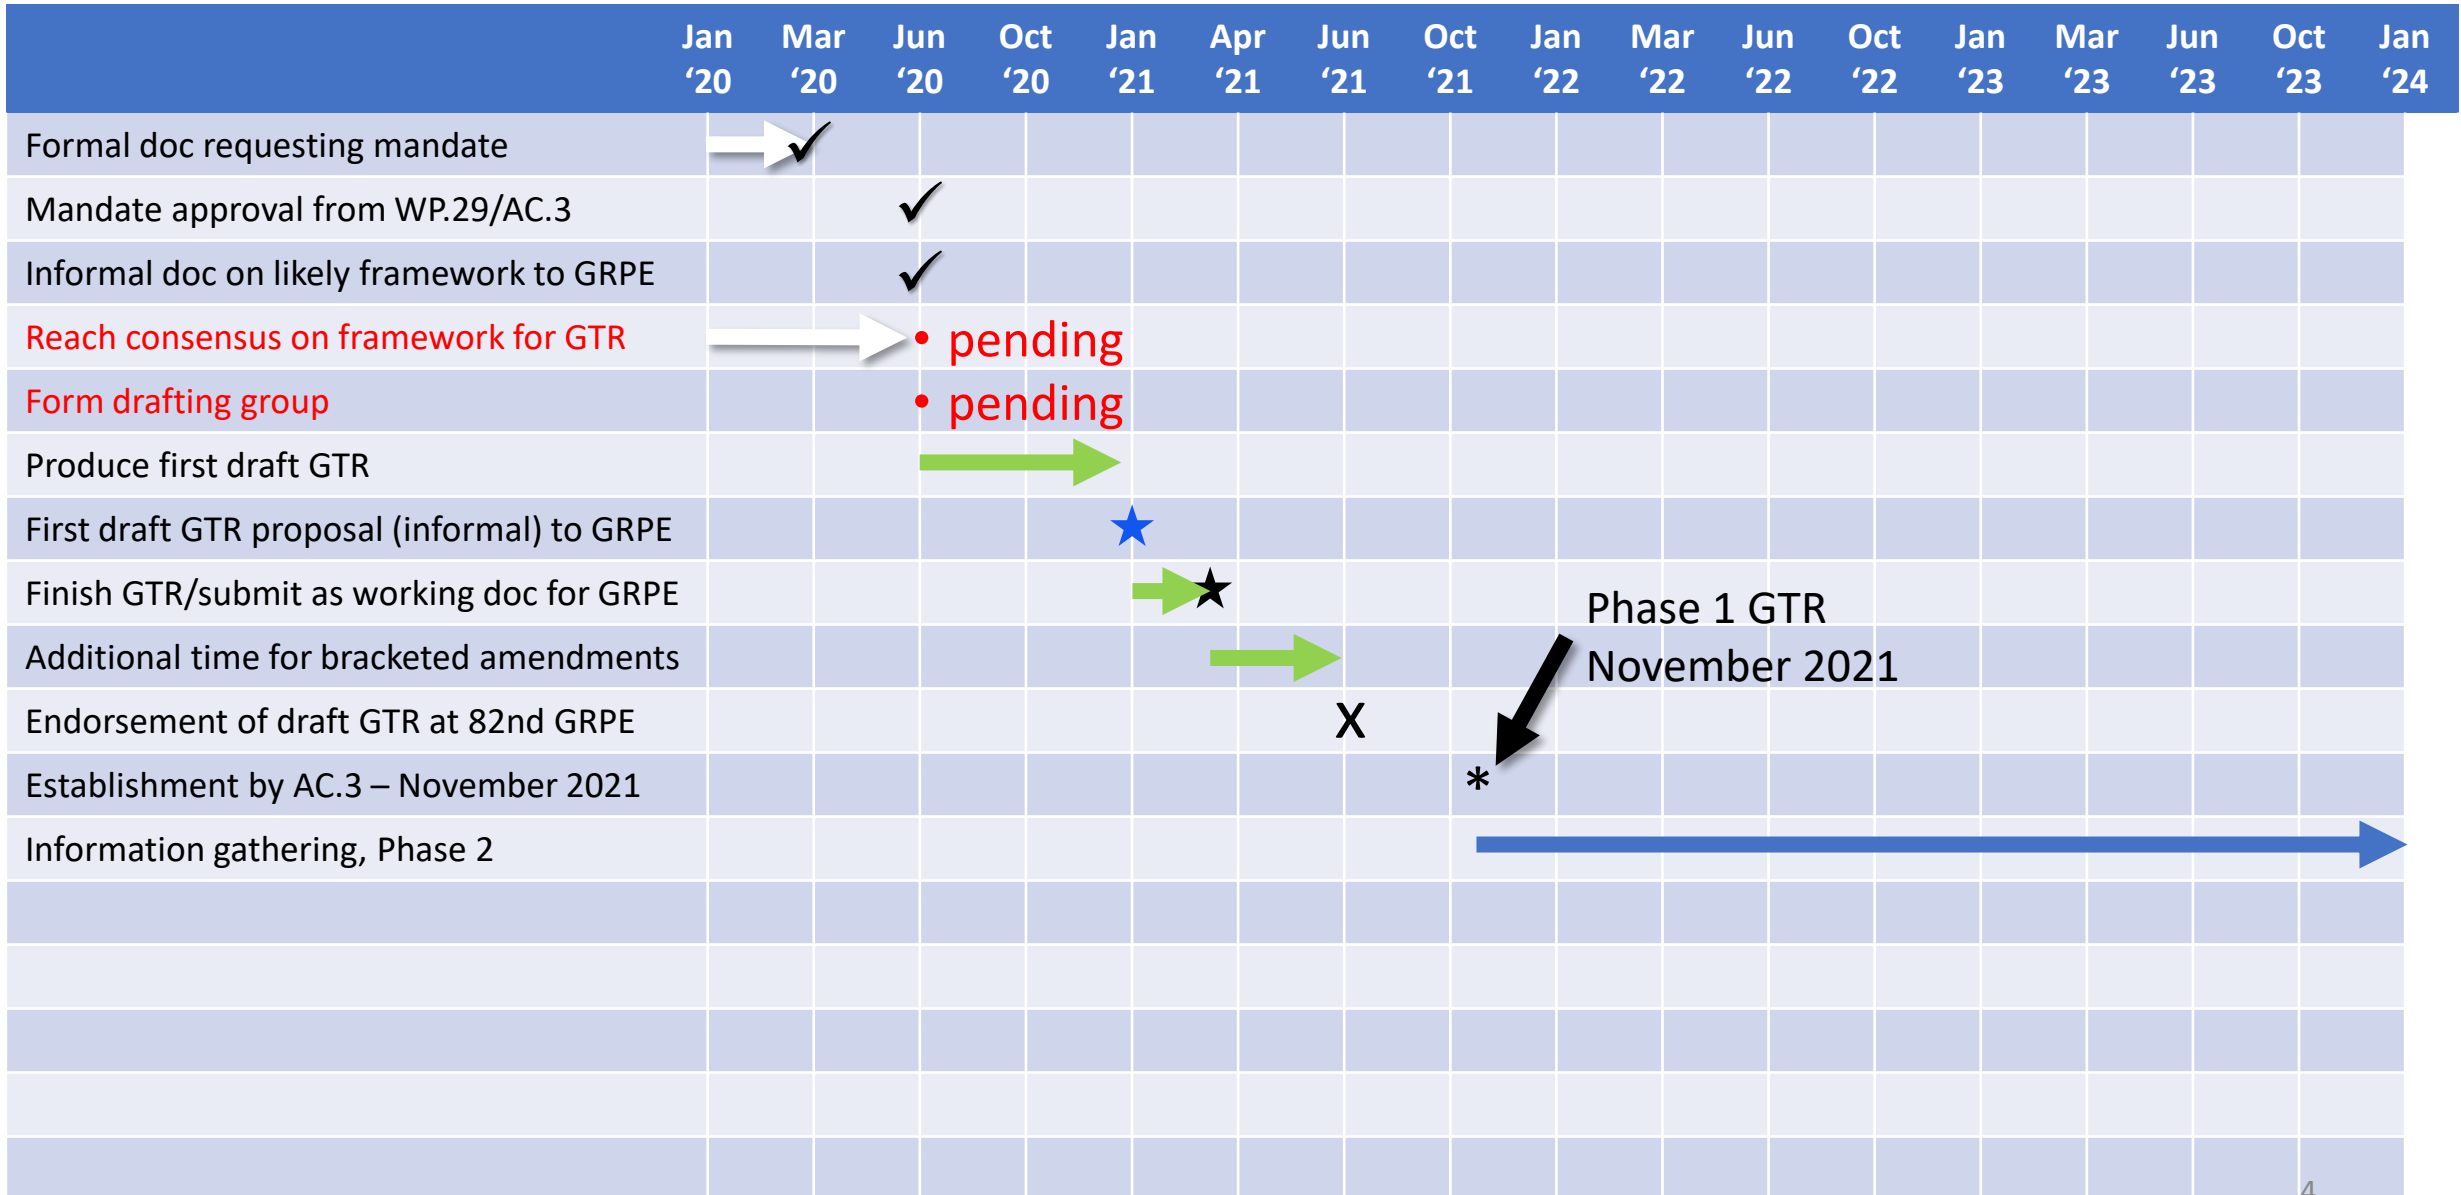 Jan Mar Jun Oct Jan Apr Jun Oct Jan Mar Jun Oct Jan Mar Jun Oct Jan
‘20 ‘20 ‘20 ‘20 ‘21 ‘21 ‘21 ‘21 ‘22 ‘22 ‘22 ‘22 ‘23 ‘23 ‘23 ‘23 ‘24
Formal doc requesting mandate ✓
Mandate approval from WP.29/AC.3 ✓
Informal doc on likely framework to GRPE ✓
Reach consensus on framework for GTR • pending
Form drafting group • pending
Produce first draft GTR
First draft GTR proposal (informal) to GRPE
Finish GTR/submit as working doc for GRPE
Phase 1 GTR
Additional time for bracketed amendments
November 2021
Endorsement of draft GTR at 82nd GRPE X
Establishment by AC.3 – November 2021 *
Information gathering, Phase 2
4